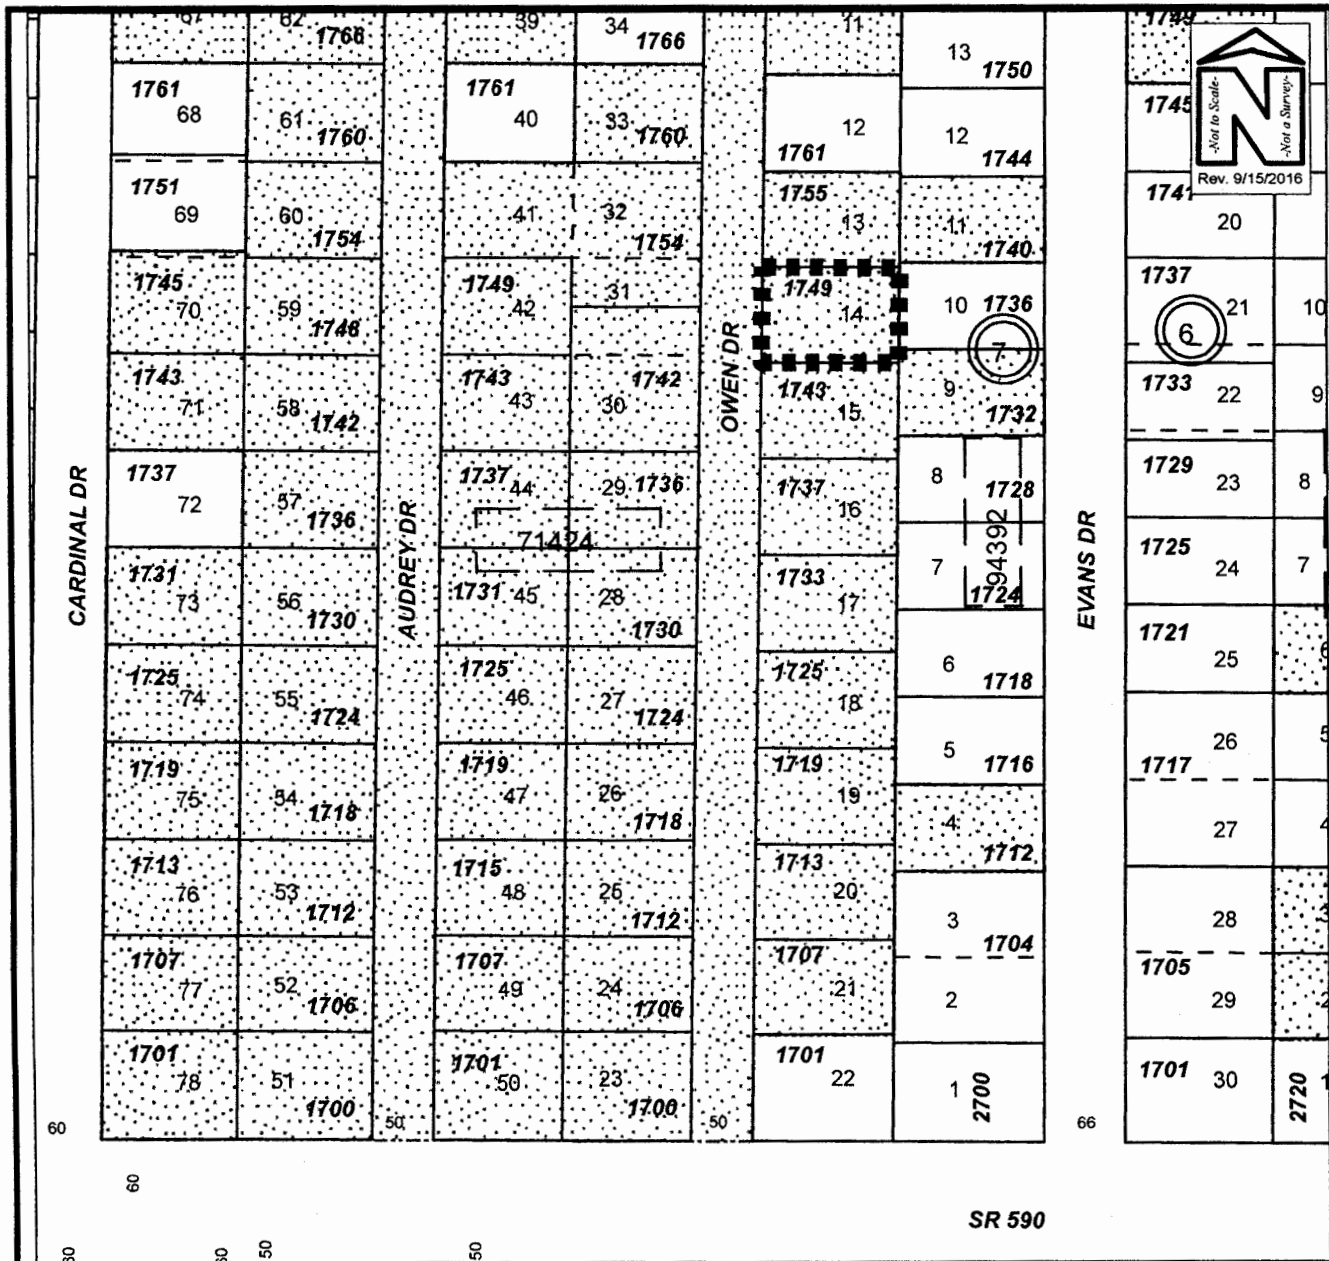 67 62 1766 39 34 1766 11 13 1750 1749
1761 68 61 1760 1761 40 33 1760 12 1761 12 1744 1745
-Not to Scale- N -Not a Survey-
Rev. 9/15/2016
1751 69 60 1754 41 32 1754 1755 13 11 1740 1741 20
1745 70 59 1748 1749 42 31 1749 14 10 1736 1737 21 10
7 6
1743 71 58 1742 1743 43 30 1742 1743 15 9 1732 1733 22 9
CARDINAL DR
AUDREY DR
OWEN DR
EVANS DR
1737 72 57 1736 1737 44 29 1736 1737 16 8 1728 1729 23 8
71424
94392
1731 73 56 1730 1731 45 28 1730 1733 17 7 1724 1725 24 7
1725 74 55 1724 1725 46 27 1724 1725 18 6 1718 1721 25 6
1719 75 54 1718 1719 47 26 1718 1719 19 5 1716 1717 26 5
1713 76 53 1712 1715 48 25 1712 1713 20 4 1712 27 4
1707 77 52 1706 1707 49 24 1706 1707 21 3 1704 28 3
2 1705 29 2
1701 78 51 1700 1701 50 23 1700 1701 22 1 2700 1701 30 2720 1
60 50 50 66
60
SR 590
60 50 50